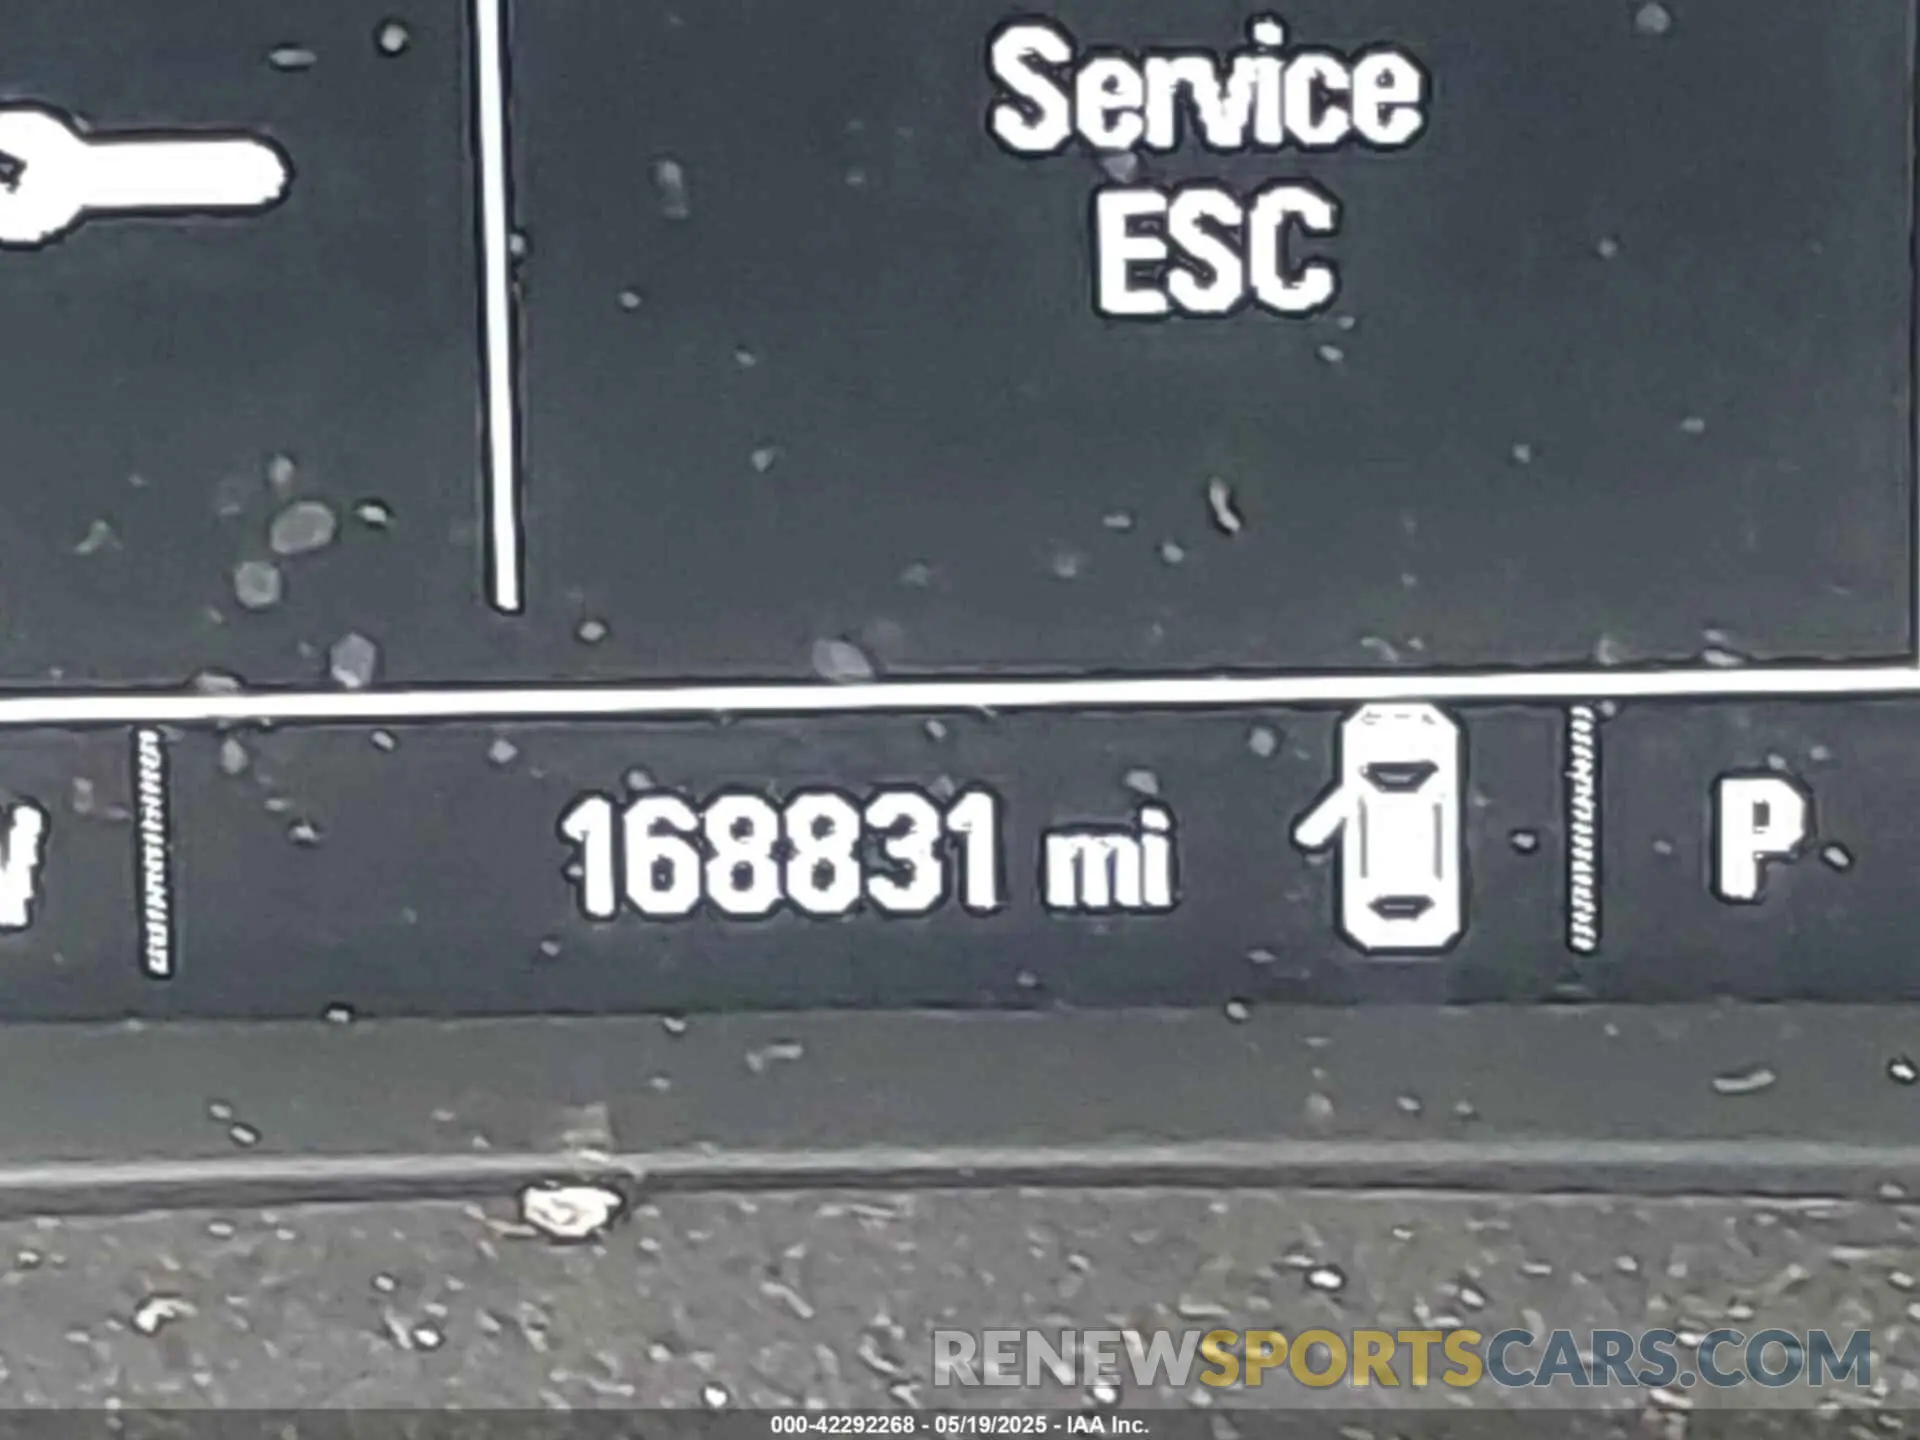 Service
ESC
168831 mi
P
RENEWSPORTSCARS.COM
000-42292268 - 05/19/2025 - IAA Inc.